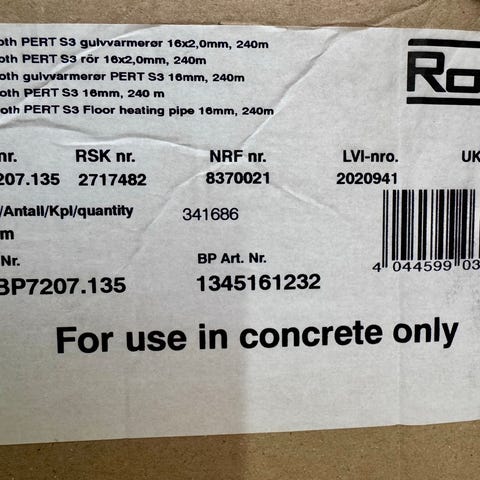 oth PERT S3 gulvvarmerør 16x2,0mm, 240m
oth PERT S3 rör 16x2,0mm, 240m
oth gulvvarmerør PERT S3 16mm, 240m
oth PERT S3 16mm, 240 m
oth PERT S3 Floor heating pipe 16mm, 240m
Ro
nr. RSK nr. NRF nr. LVI-nro. UK
207.135 2717482 8370021 2020941
/Antall/Kpl/quantity 341686
m
Nr. BP Art. Nr.
BP7207.135 1345161232
4 044599 03
For use in concrete only